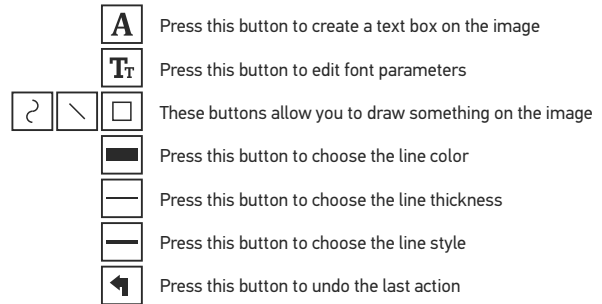 A Press this button to create a text box on the image
TT Press this button to edit font parameters
These buttons allow you to draw something on the image
Press this button to choose the line color
Press this button to choose the line thickness
Press this button to choose the line style
Press this button to undo the last action